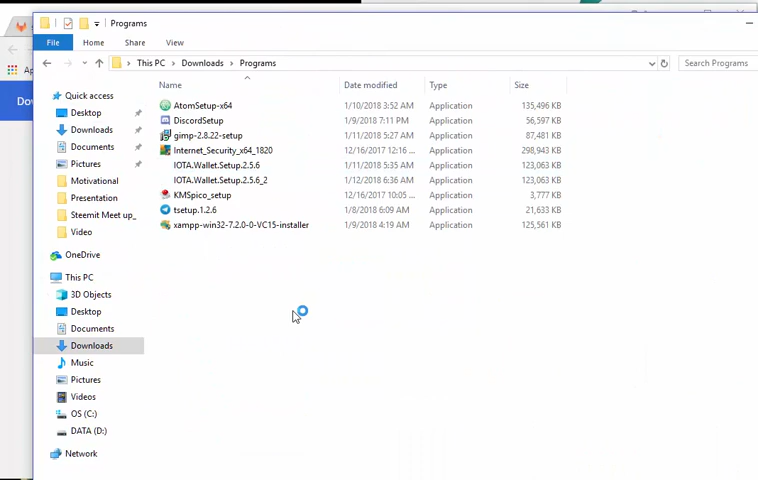 Programs
File Home Share View
This PC Downloads Programs Search Programs
Name Date modified Type Size
Quick access
Desktop
Downloads
Documents
Pictures
Motivational
Presentation
Steemit Meet up_
Video
OneDrive
This PC
3D Objects
Desktop
Documents
Downloads
Music
Pictures
Videos
OS (C:)
DATA (D:)
Network
AtomSetup-x64 1/10/2018 3:52 AM Application 135,496 KB
DiscordSetup 1/9/2018 7:11 PM Application 56,597 KB
gimp-2.8.22-setup 1/11/2018 5:27 AM Application 87,481 KB
Internet_Security_x64_1820 12/16/2017 12:16 ... Application 298,943 KB
IOTA.Wallet.Setup.2.5.6 1/11/2018 5:35 AM Application 123,063 KB
IOTA.Wallet.Setup.2.5.6_2 1/12/2018 6:36 AM Application 123,063 KB
KMSpico_setup 12/16/2017 10:05 ... Application 3,777 KB
tsetup.1.2.6 1/8/2018 6:09 AM Application 21,633 KB
xampp-win32-7.2.0-0-VC15-installer 1/9/2018 4:19 AM Application 125,561 KB